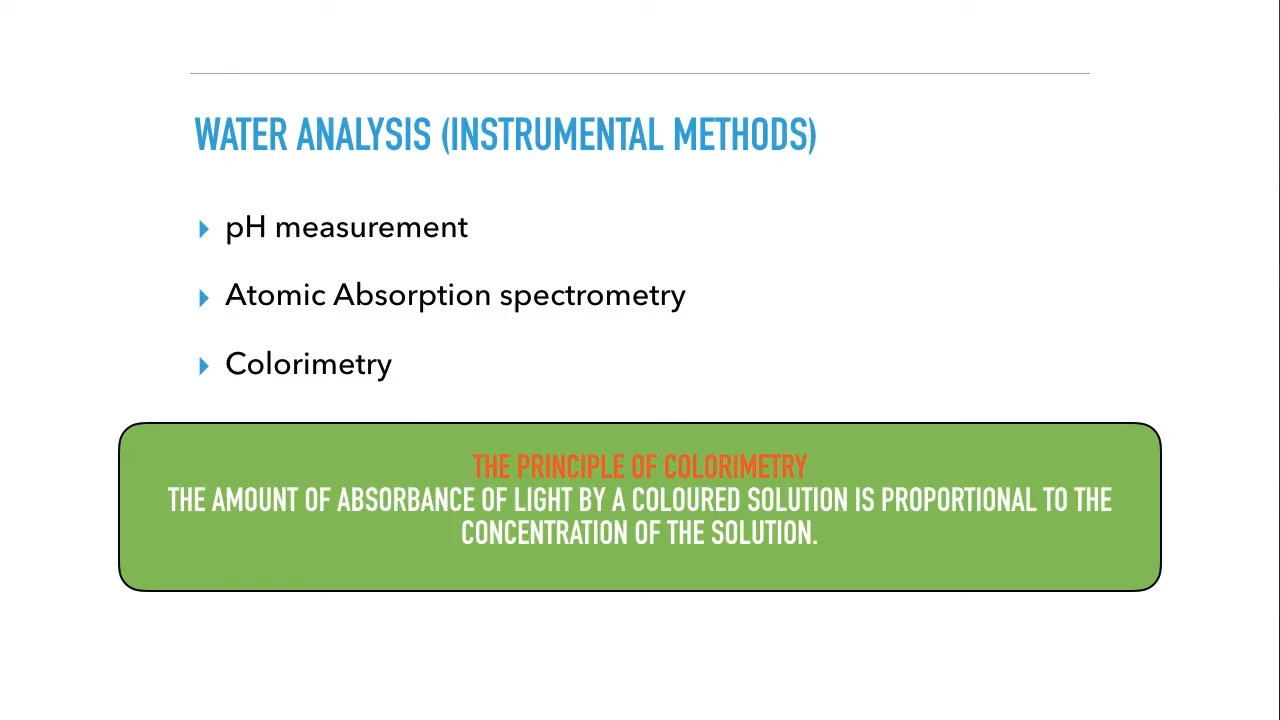 WATER ANALYSIS (INSTRUMENTAL METHODS)
pH measurement
Atomic Absorption spectrometry
Colorimetry
THE PRINCIPLE OF COLORIMETRY
THE AMOUNT OF ABSORBANCE OF LIGHT BY A COLOURED SOLUTION IS PROPORTIONAL TO THE
CONCENTRATION OF THE SOLUTION.